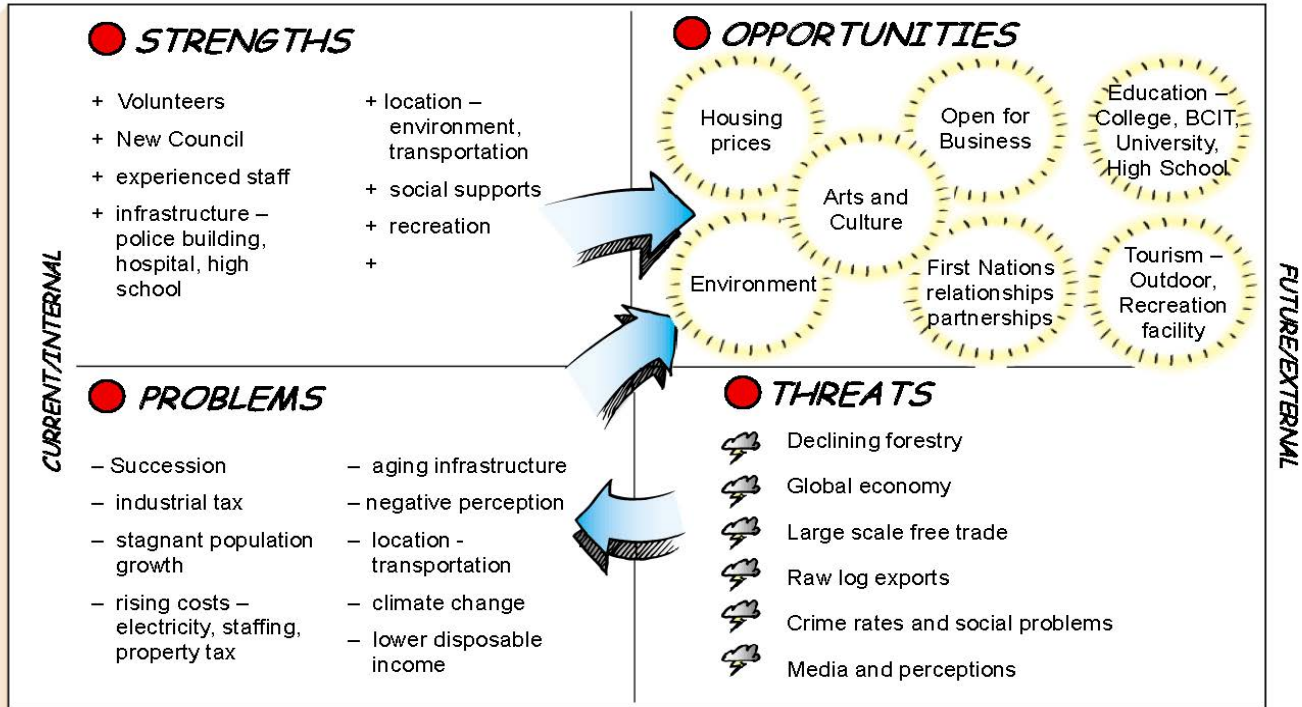 CURRENT/INTERNAL
STRENGTHS
+ Volunteers
+ New Council
+ experienced staff
+ infrastructure –
police building,
hospital, high
school
+ location –
environment,
transportation
+ social supports
+ recreation
+
OPPORTUNITIES
Housing
prices
Open for
Business
Education –
College, BCIT,
University,
High School
Arts and
Culture
Environment
First Nations
relationships
partnerships
Tourism –
Outdoor,
Recreation
facility
PROBLEMS
– Succession
– industrial tax
– stagnant population
growth
– rising costs –
electricity, staffing,
property tax
– aging infrastructure
– negative perception
– location -
transportation
– climate change
– lower disposable
income
THREATS
Declining forestry
Global economy
Large scale free trade
Raw log exports
Crime rates and social problems
Media and perceptions
FUTURE/EXTERNAL